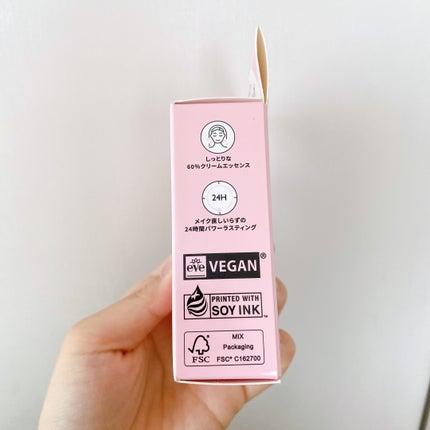 しっとりな
60%クリームエッセンス
24H
メイク直しいらずの
24時間パワーラスティング
eve VEGAN®
PRINTED WITH
SOY INK™
MIX
Packaging
FSC FSC® C162700